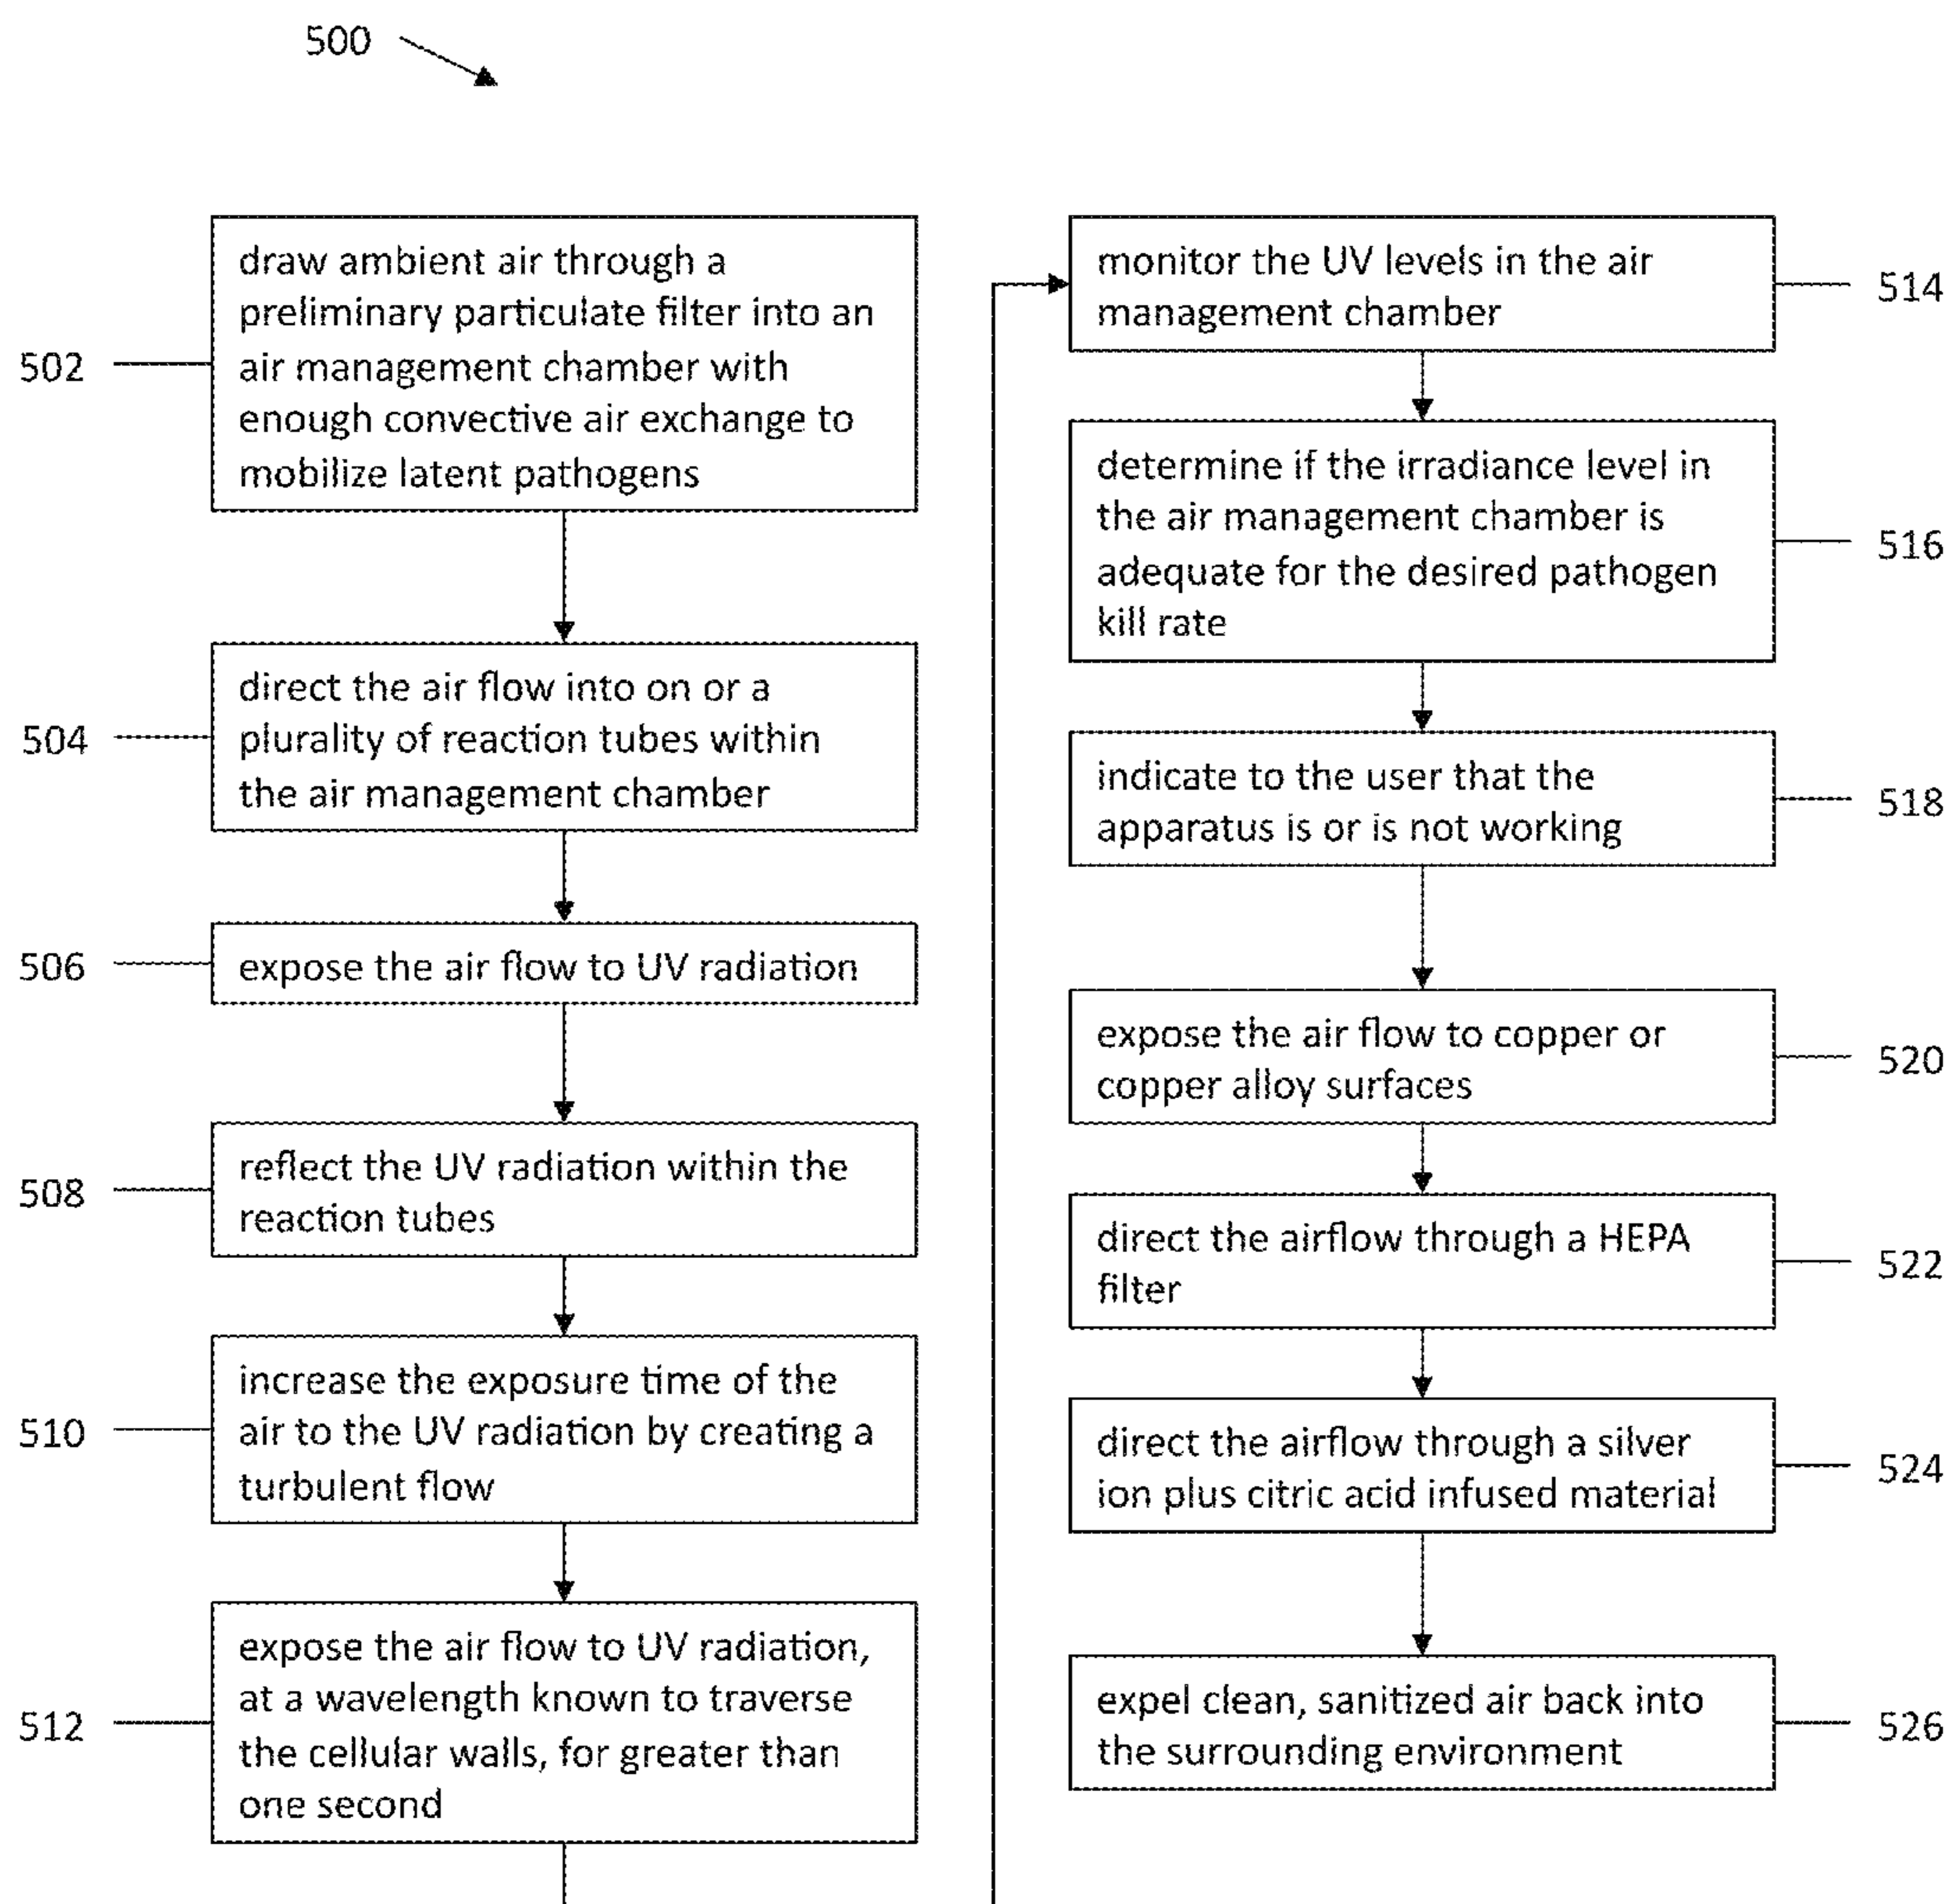 500
502
draw ambient air through a
preliminary particulate filter into an
air management chamber with
enough convective air exchange to
mobilize latent pathogens
504
direct the air flow into on or a
plurality of reaction tubes within
the air management chamber
506
expose the air flow to UV radiation
508
reflect the UV radiation within the
reaction tubes
510
increase the exposure time of the
air to the UV radiation by creating a
turbulent flow
512
expose the air flow to UV radiation,
at a wavelength known to traverse
the cellular walls, for greater than
one second
monitor the UV levels in the air
management chamber
514
determine if the irradiance level in
the air management chamber is
adequate for the desired pathogen
kill rate
516
indicate to the user that the
apparatus is or is not working
518
expose the air flow to copper or
copper alloy surfaces
520
direct the airflow through a HEPA
filter
522
direct the airflow through a silver
ion plus citric acid infused material
524
expel clean, sanitized air back into
the surrounding environment
526